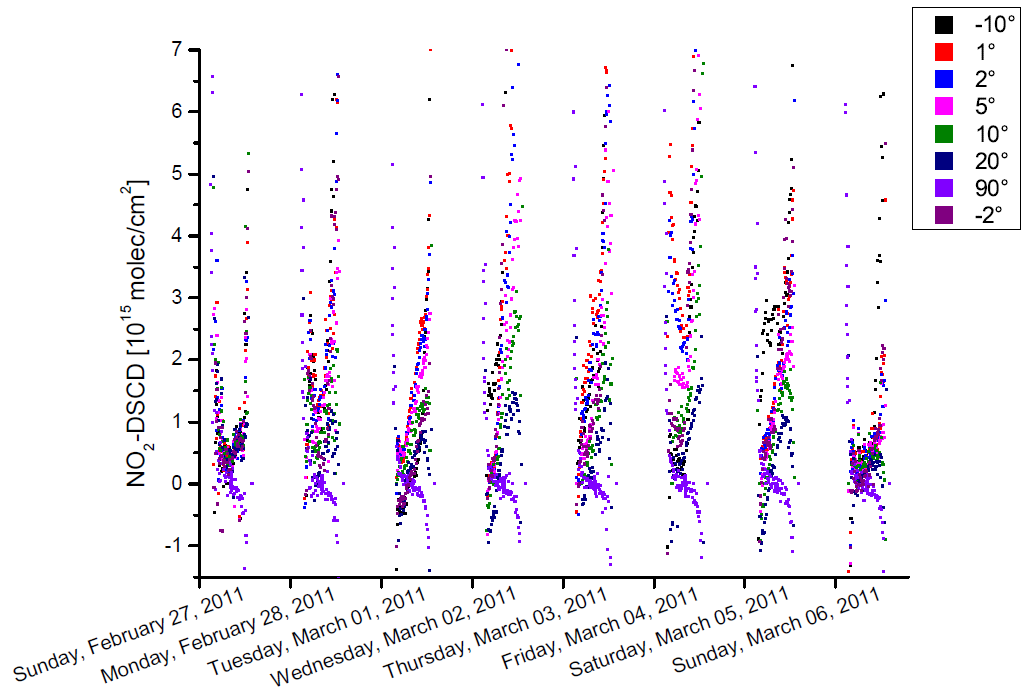 -10°
1°
2°
5°
10°
20°
90°
-2°
7
6
5
4
3
2
1
0
-1
NO2-DSCD [10^15 molec/cm^2]
Sunday, February 27, 2011
Monday, February 28, 2011
Tuesday, March 01, 2011
Wednesday, March 02, 2011
Thursday, March 03, 2011
Friday, March 04, 2011
Saturday, March 05, 2011
Sunday, March 06, 2011